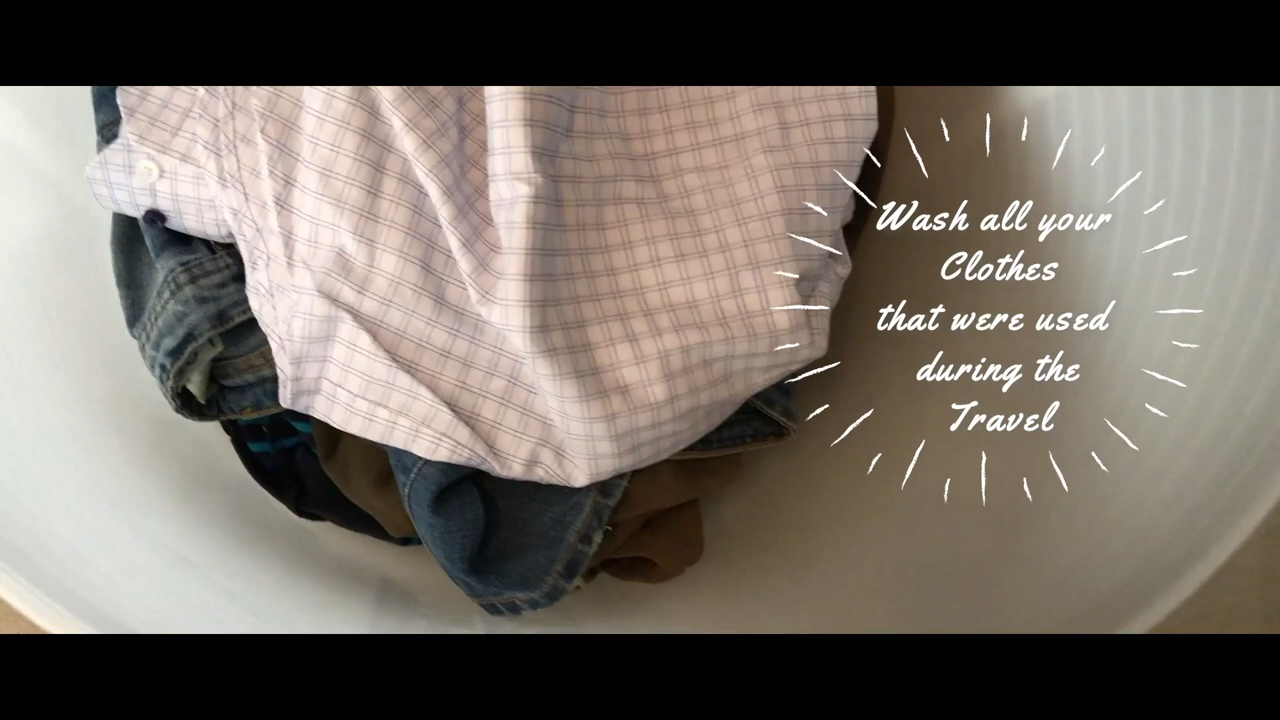 Wash all your
Clothes
that were used
during the
Travel